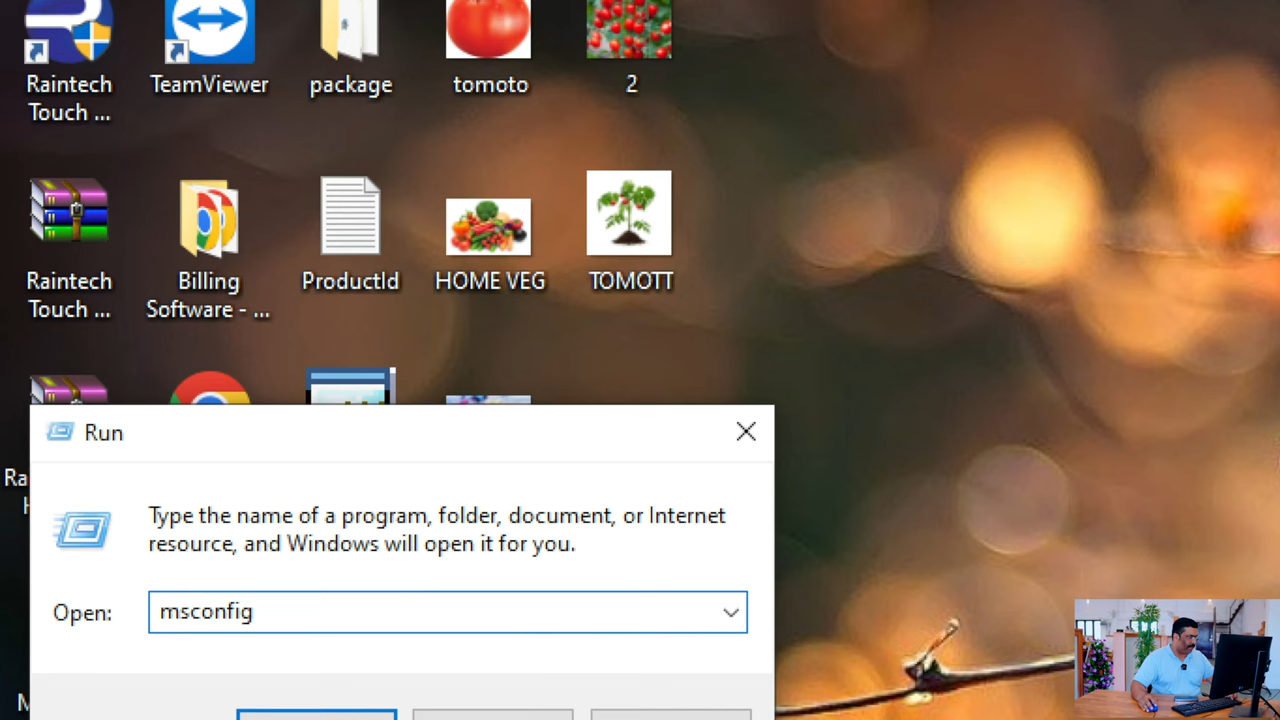 Raintech
Touch ...
TeamViewer
package
tomoto
2
Raintech
Touch ...
Billing
Software - ...
ProductId
HOME VEG
TOMOTT
Ra
Run
Type the name of a program, folder, document, or Internet
resource, and Windows will open it for you.
Open:
msconfig